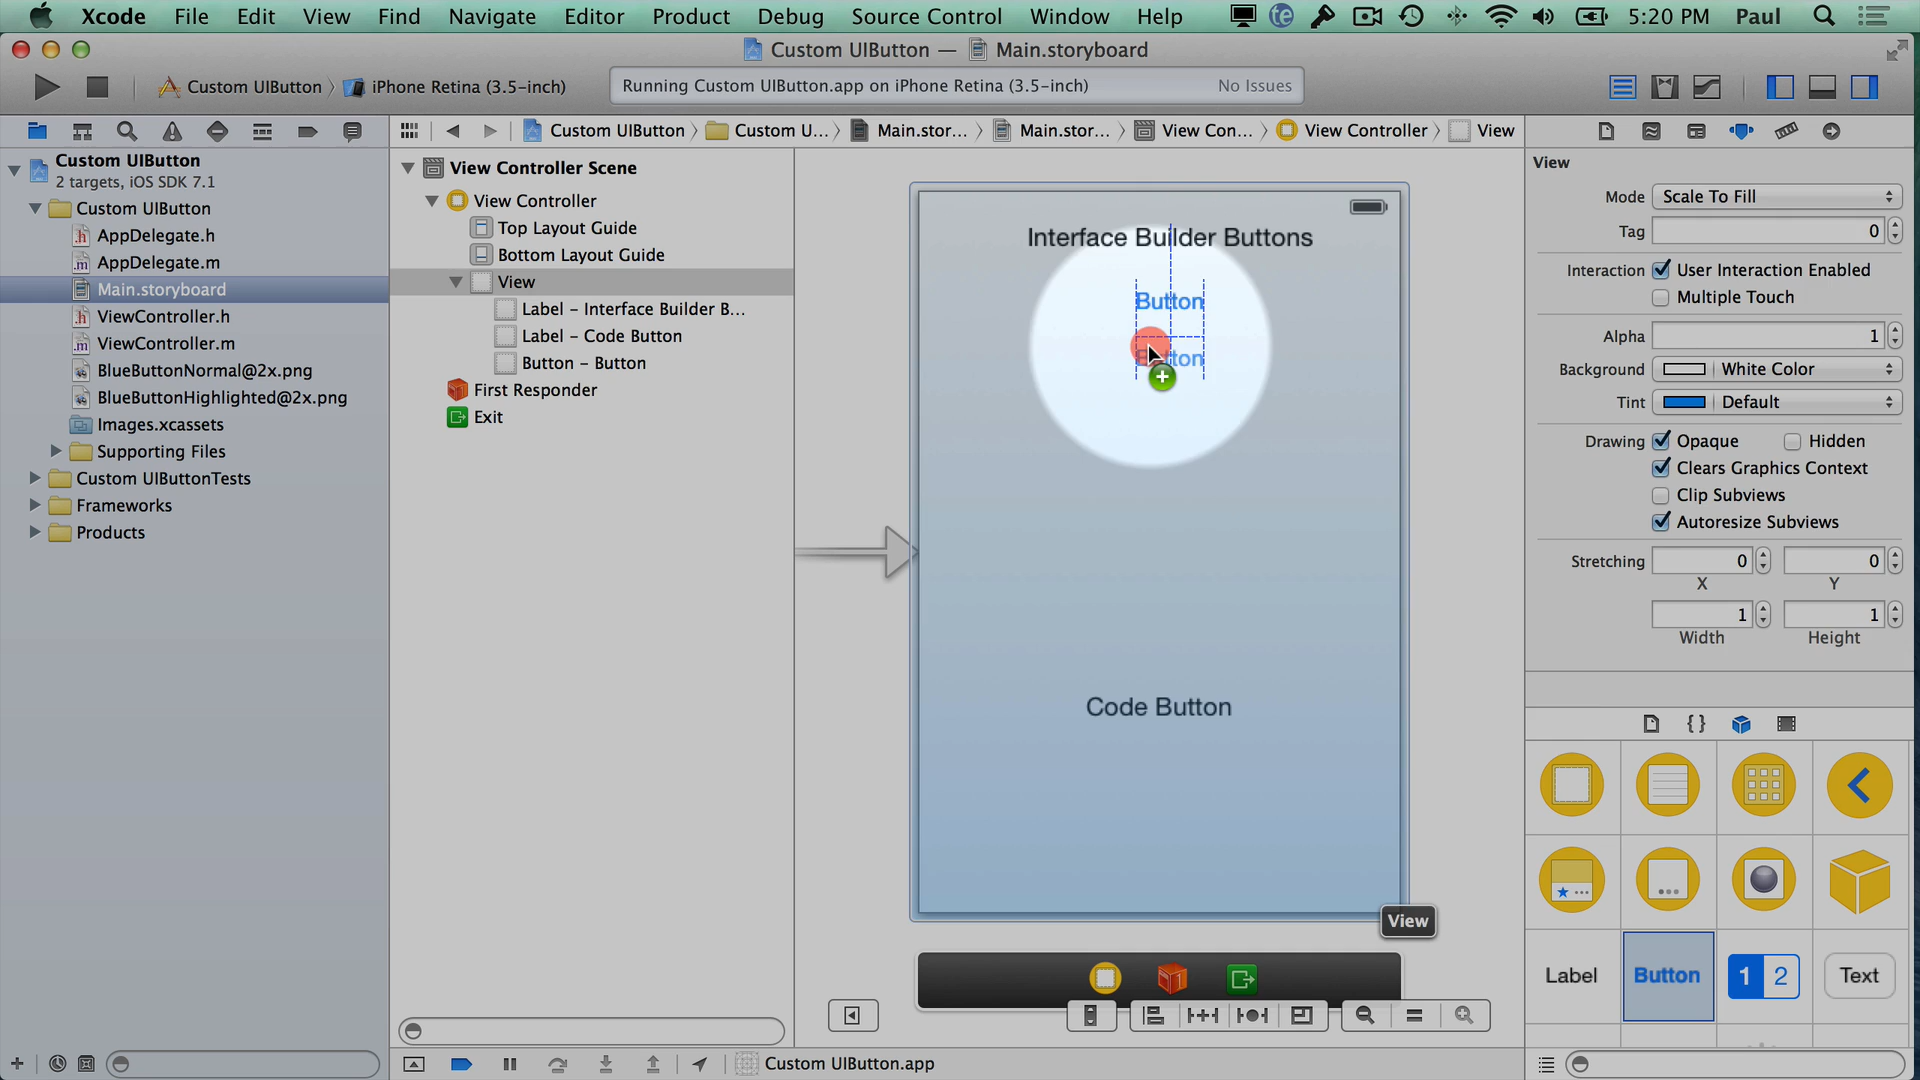 Xcode File Edit View Find Navigate Editor Product Debug Source Control Window Help te 5:20 PM Paul
Custom UIButton — Main.storyboard
Custom UIButton iPhone Retina (3.5-inch)
Running Custom UIButton.app on iPhone Retina (3.5-inch) No Issues
Custom UIButton Custom U... Main.stor... Main.stor... View Con... View Controller View
Custom UIButton
2 targets, iOS SDK 7.1
Custom UIButton
AppDelegate.h
AppDelegate.m
Main.storyboard
ViewController.h
ViewController.m
BlueButtonNormal@2x.png
BlueButtonHighlighted@2x.png
Images.xcassets
Supporting Files
Custom UIButtonTests
Frameworks
Products
View Controller Scene
View Controller
Top Layout Guide
Bottom Layout Guide
View
Label – Interface Builder B...
Label – Code Button
Button – Button
First Responder
Exit
Interface Builder Buttons
Button
Button
Code Button
View
View
Mode Scale To Fill
Tag 0
Interaction User Interaction Enabled
Multiple Touch
Alpha 1
Background White Color
Tint Default
Drawing Opaque Hidden
Clears Graphics Context
Clip Subviews
Autoresize Subviews
Stretching 0 0
X Y
1 1
Width Height
Label Button 1 2 Text
Custom UIButton.app